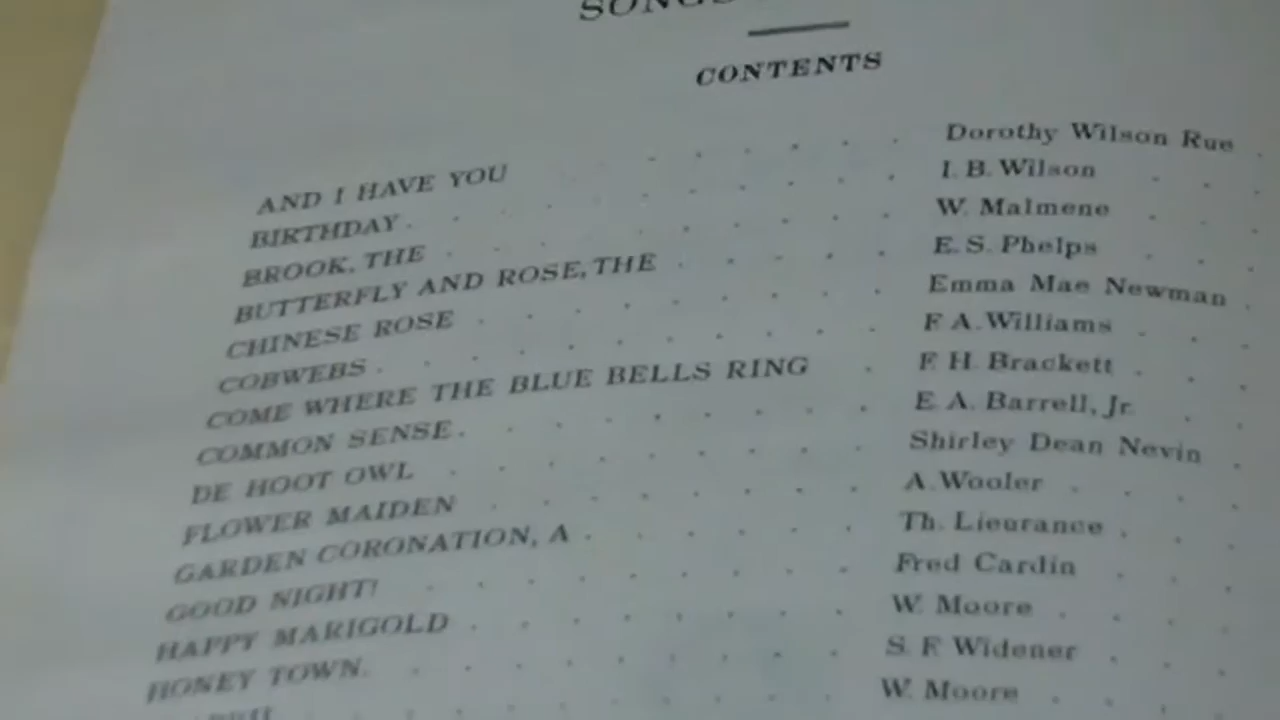 SONGS
CONTENTS
AND I HAVE YOU Dorothy Wilson Rue
BIRTHDAY I. B. Wilson
BROOK, THE W. Malmene
BUTTERFLY AND ROSE, THE E. S. Phelps
CHINESE ROSE Emma Mae Newman
COBWEBS F. A. Williams
COME WHERE THE BLUE BELLS RING F. H. Brackett
COMMON SENSE E. A. Barrell, Jr.
DE HOOT OWL Shirley Dean Nevin
FLOWER MAIDEN A. Wooler
GARDEN CORONATION, A Th. Lieurance
GOOD NIGHT! Fred Cardin
HAPPY MARIGOLD W. Moore
HONEY TOWN S. F. Widener
W. Moore